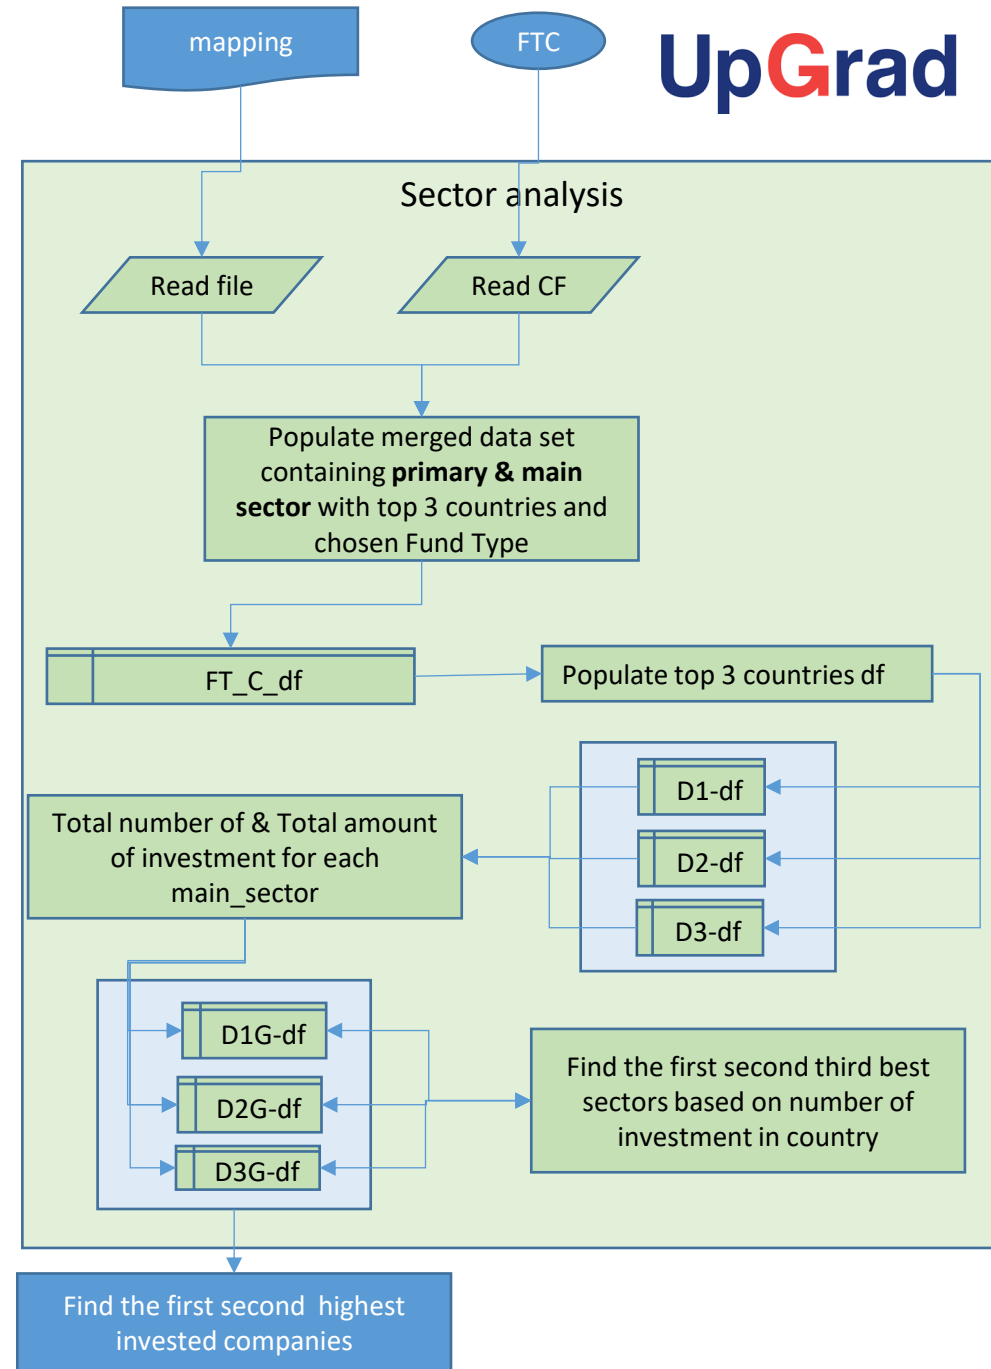 mapping
FTC
UpGrad
Sector analysis
Read file
Read CF
Populate merged data set
containing primary & main
sector with top 3 countries and
chosen Fund Type
FT_C_df
Populate top 3 countries df
D1-df
D2-df
D3-df
Total number of & Total amount
of investment for each
main_sector
D1G-df
D2G-df
D3G-df
Find the first second third best
sectors based on number of
investment in country
Find the first second  highest
invested companies